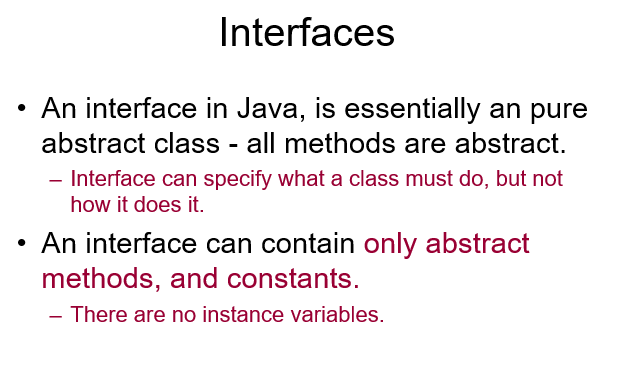 Interfaces
• An interface in Java, is essentially an pure
abstract class - all methods are abstract.
– Interface can specify what a class must do, but not
how it does it.
• An interface can contain only abstract
methods, and constants.
– There are no instance variables.